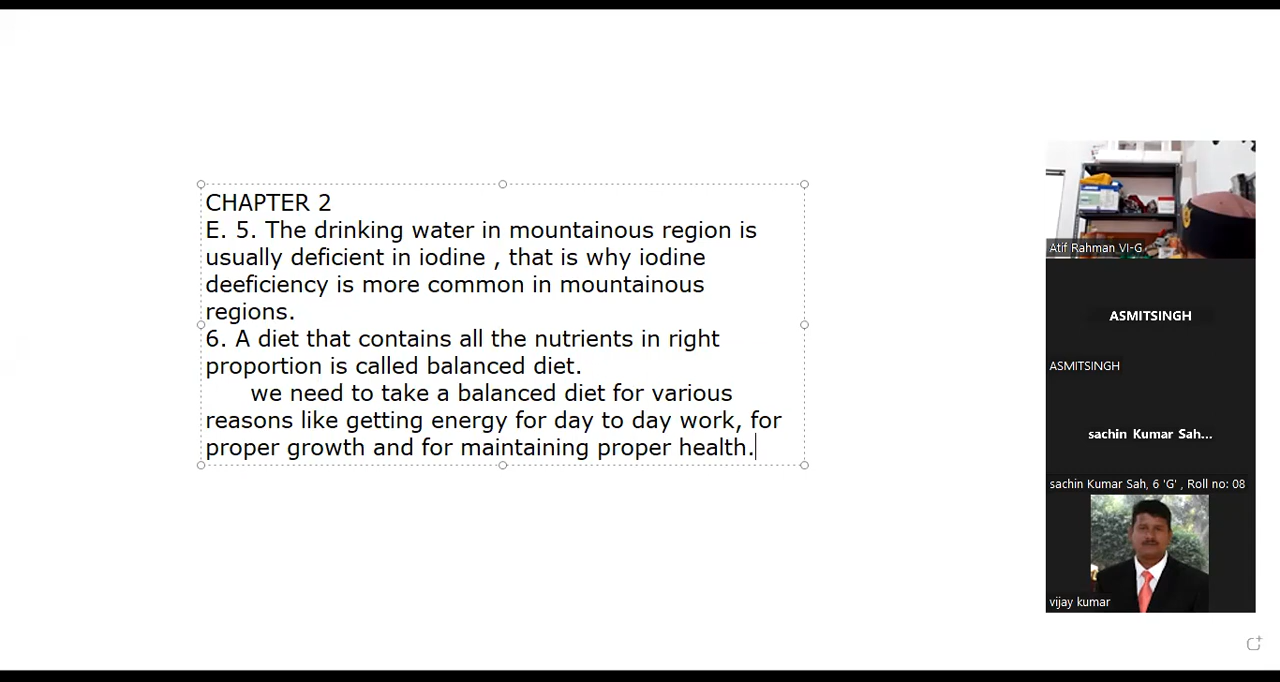 CHAPTER 2
E. 5. The drinking water in mountainous region is
usually deficient in iodine , that is why iodine
deeficiency is more common in mountainous
regions.
6. A diet that contains all the nutrients in right
proportion is called balanced diet.
we need to take a balanced diet for various
reasons like getting energy for day to day work, for
proper growth and for maintaining proper health.
Atif Rahman VI-G
ASMITSINGH
ASMITSINGH
sachin Kumar Sah...
sachin Kumar Sah, 6 'G' , Roll no: 08
vijay kumar